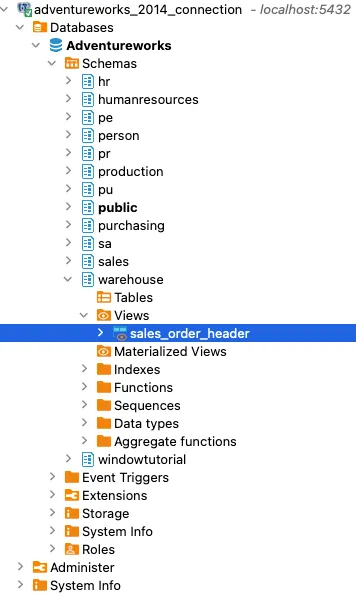 adventureworks_2014_connection - localhost:5432
Databases
Adventureworks
Schemas
hr
humanresources
pe
person
pr
production
pu
public
purchasing
sa
sales
warehouse
Tables
Views
sales_order_header
Materialized Views
Indexes
Functions
Sequences
Data types
Aggregate functions
windowtutorial
Event Triggers
Extensions
Storage
System Info
Roles
Administer
System Info